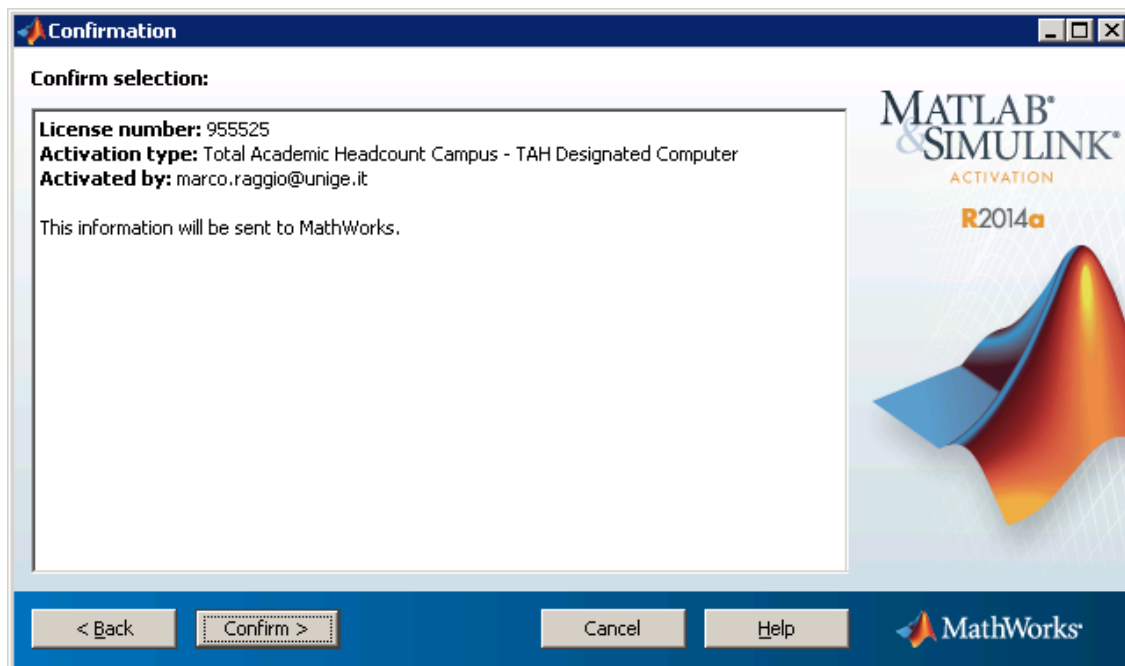 Confirmation
Confirm selection:
License number: 955525
Activation type: Total Academic Headcount Campus - TAH Designated Computer
Activated by: marco.raggio@unige.it
This information will be sent to MathWorks.
MATLAB®
&SIMULINK®
ACTIVATION
R2014a
< Back
Confirm >
Cancel
Help
MathWorks®